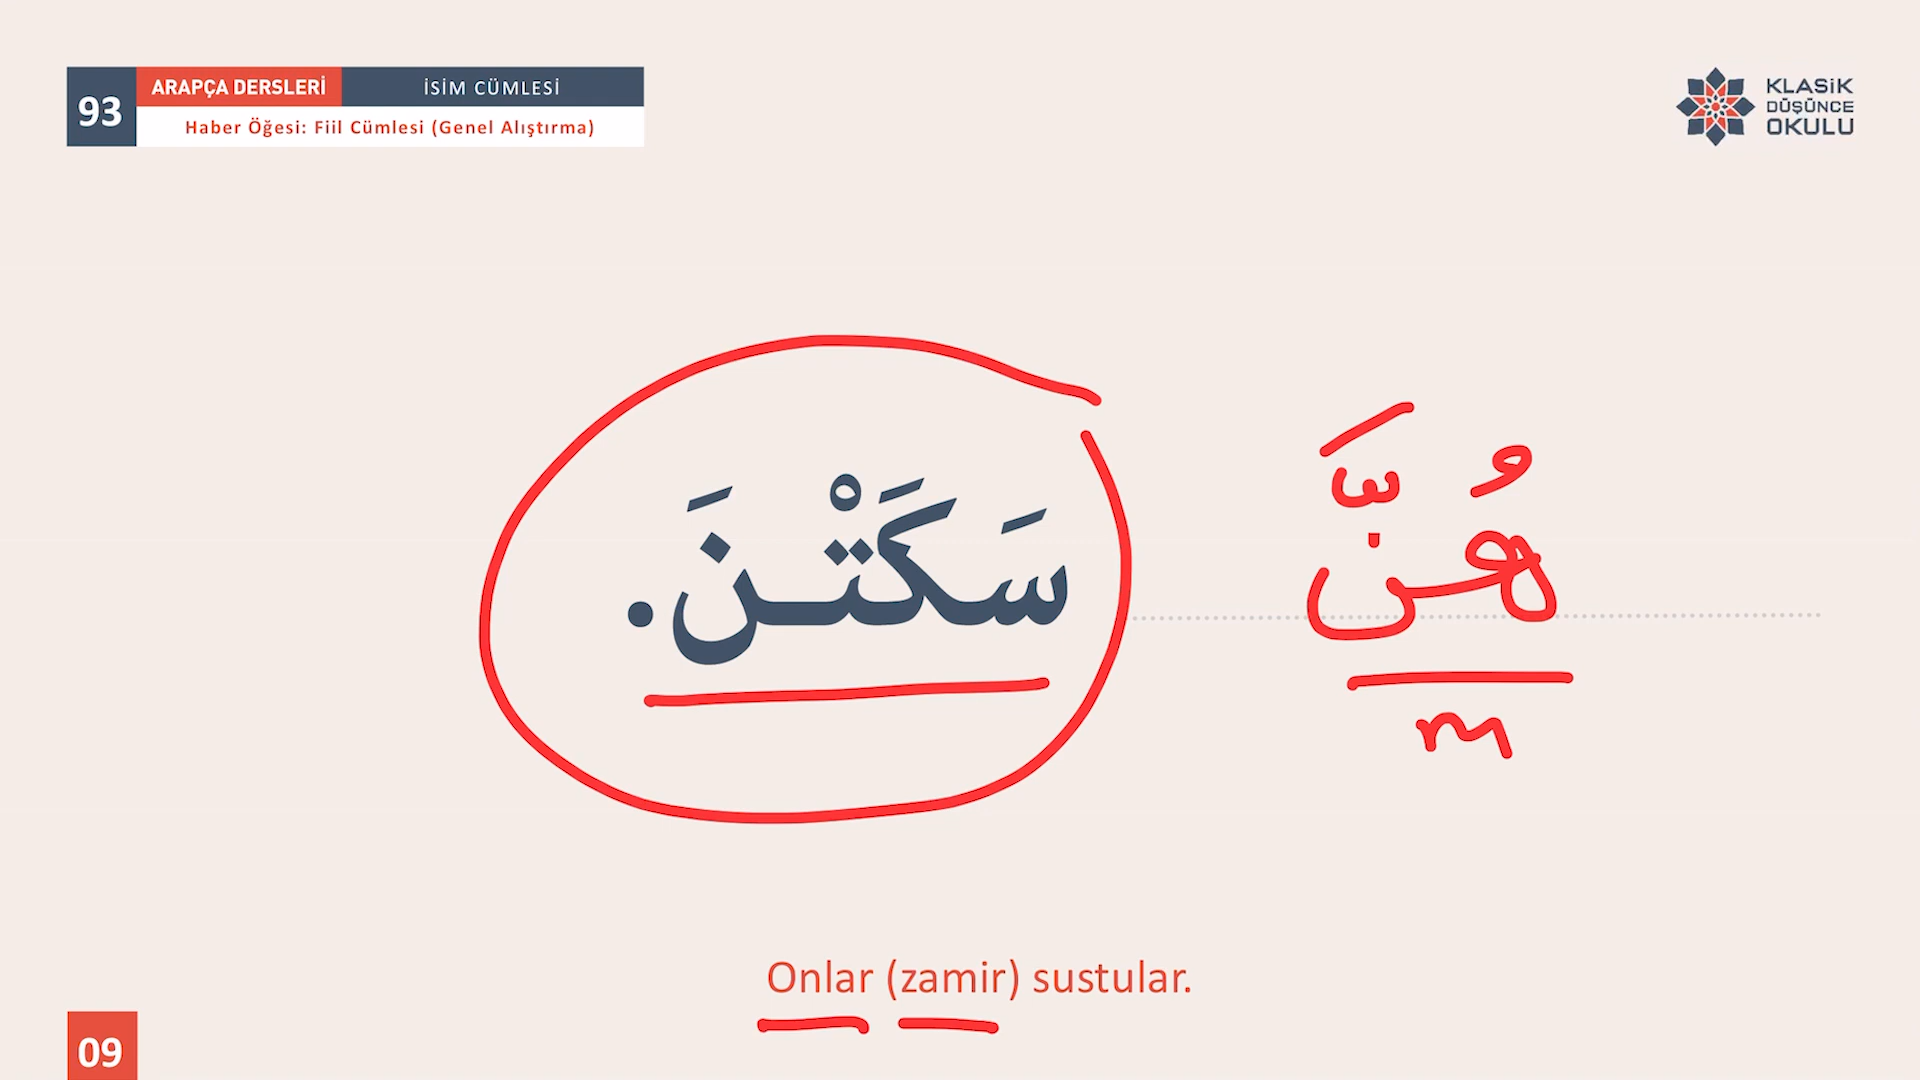 93
ARAPÇA DERSLERİ
İSİM CÜMLESİ
Haber Öğesi: Fiil Cümlesi (Genel Alıştırma)
KLASİK
DÜŞÜNCE
OKULU
هُنَّ سَكَتْنَ.
m
Onlar (zamir) sustular.
09